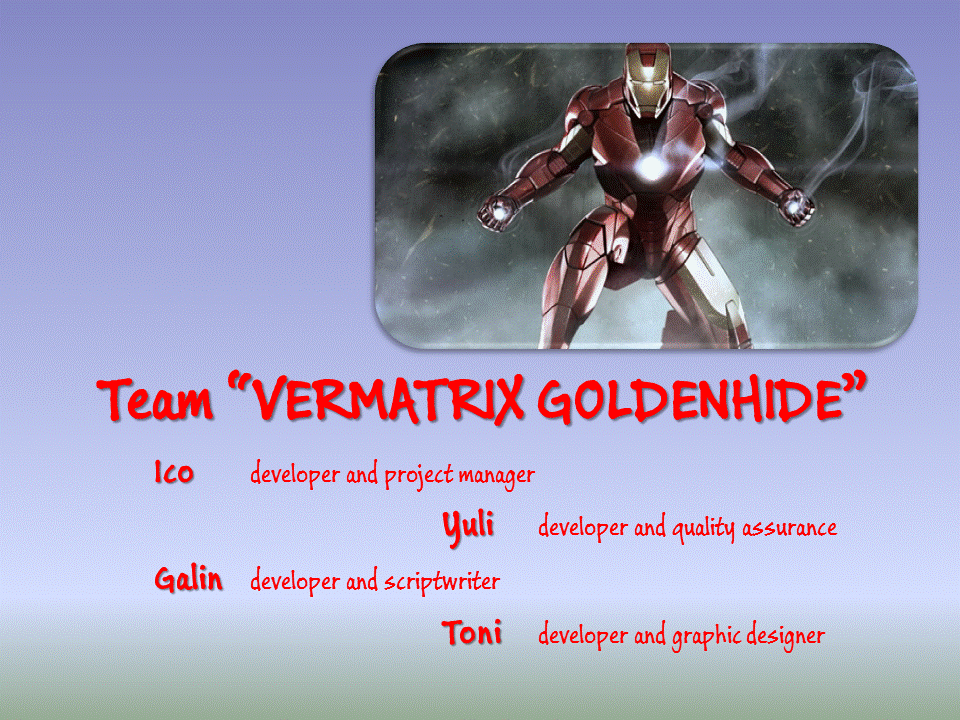 Team “VERMATRIX GOLDENHIDE”
Ico developer and project manager
Yuli developer and quality assurance
Galin developer and scriptwriter
Toni developer and graphic designer